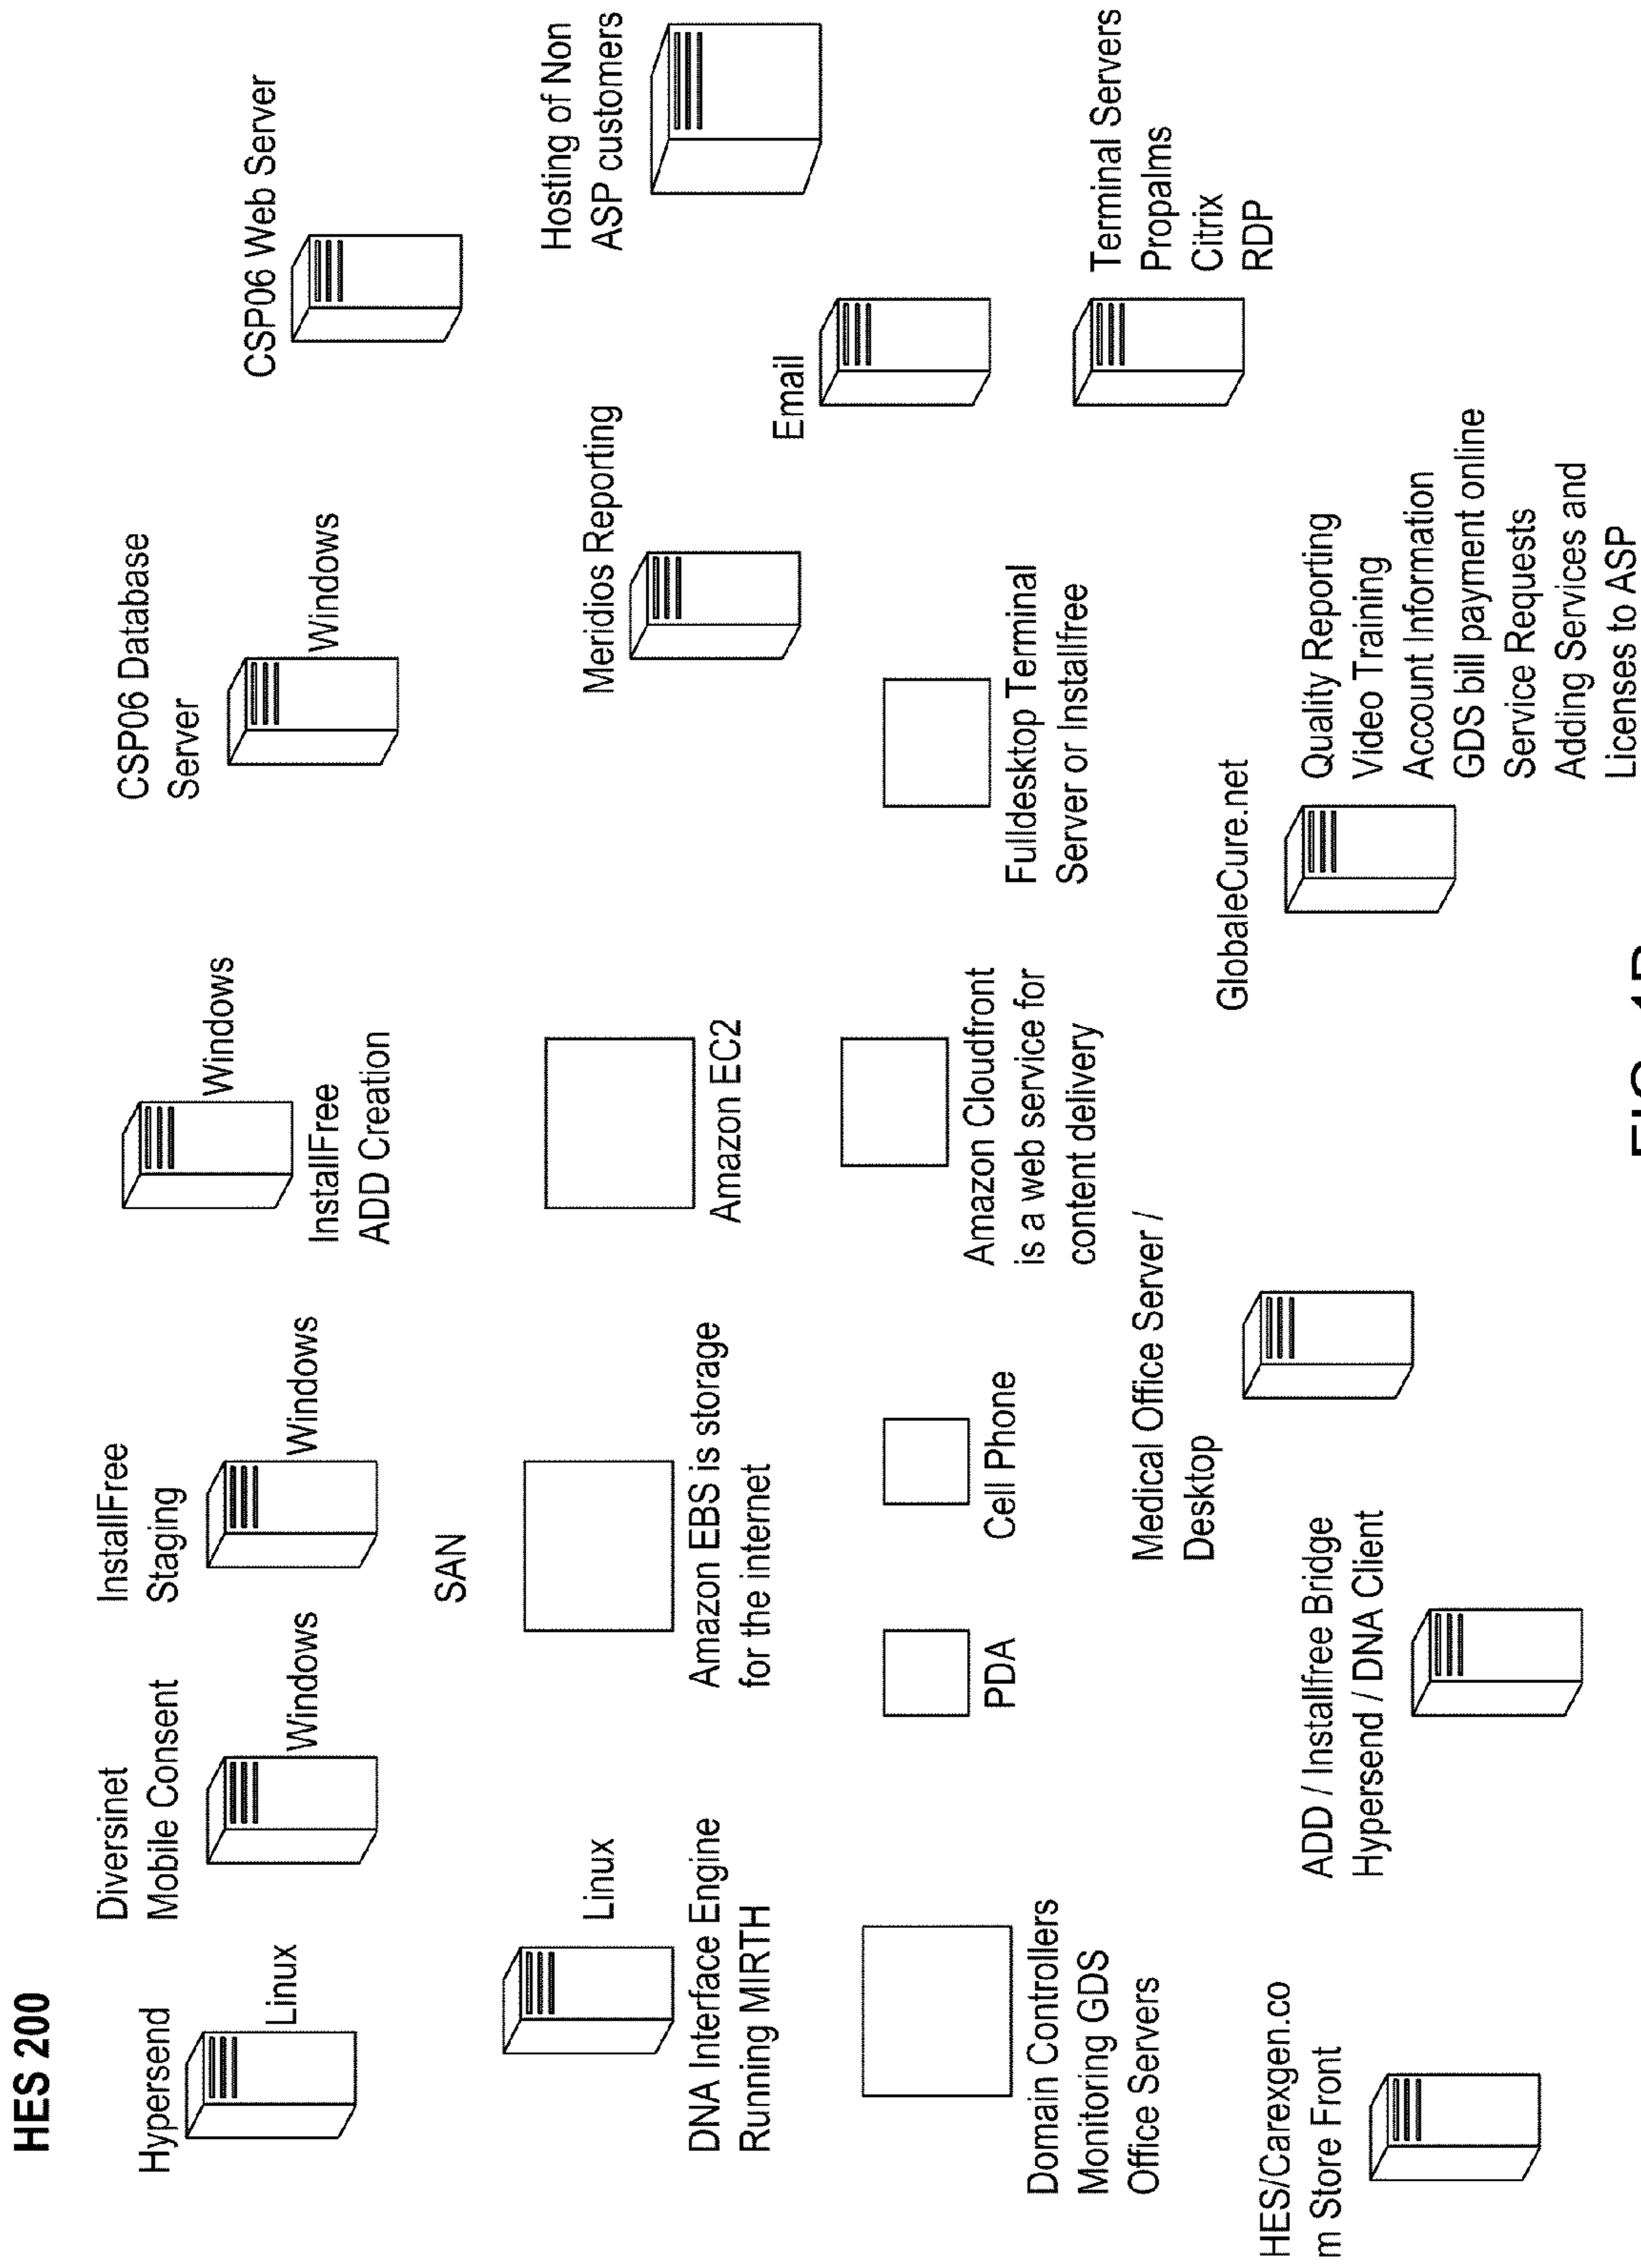 HES 200
Hypersend
Linux
Diversinet
Mobile Consent
Windows
InstallFree
Staging
Windows
Windows
InstallFree
ADD Creation
CSP06 Database
Server
Windows
CSP06 Web Server
Linux
DNA Interface Engine
Running MIRTH
SAN
Amazon EBS is storage
for the internet
Amazon EC2
Meridios Reporting
Hosting of Non
ASP customers
Domain Controllers
Monitoring GDS
Office Servers
PDA
Cell Phone
Amazon Cloudfront
is a web service for
content delivery
Fulldesktop Terminal
Server or Installfree
Email
Terminal Servers
Propalms
Citrix
RDP
HES/Carexgen.co
m Store Front
ADD / Installfree Bridge
Hypersend / DNA Client
Medical Office Server /
Desktop
GlobaleCure.net
Quality Reporting
Video Training
Account Information
GDS bill payment online
Service Requests
Adding Services and
Licenses to ASP